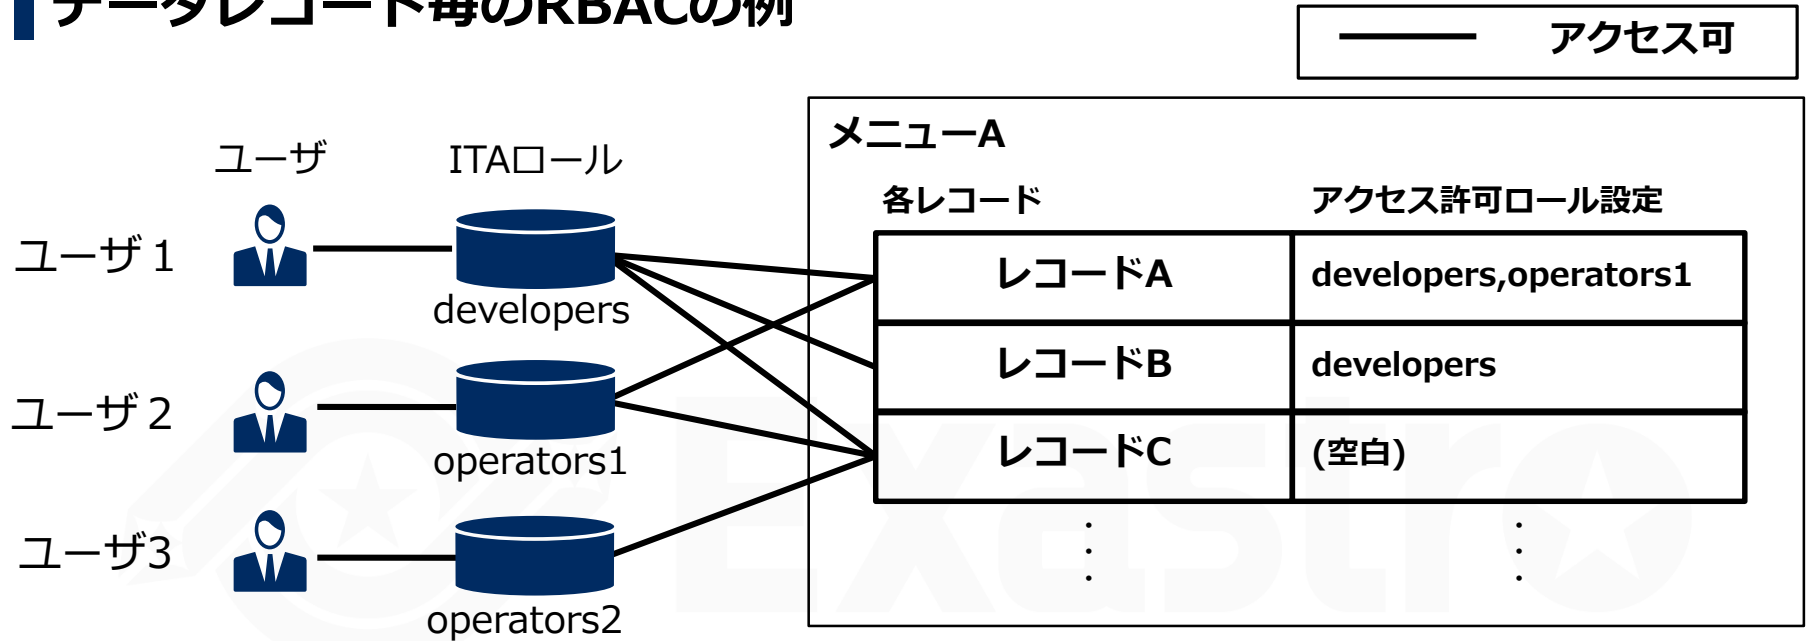 データレコード毎のRBACの例
アクセス可
メニューA
ユーザ
ITAロール
各レコード
アクセス許可ロール設定
ユーザ１
developers
レコードA
developers,operators1
レコードB
developers
ユーザ２
operators1
レコードC
(空白)
ユーザ3
operators2
Exastro